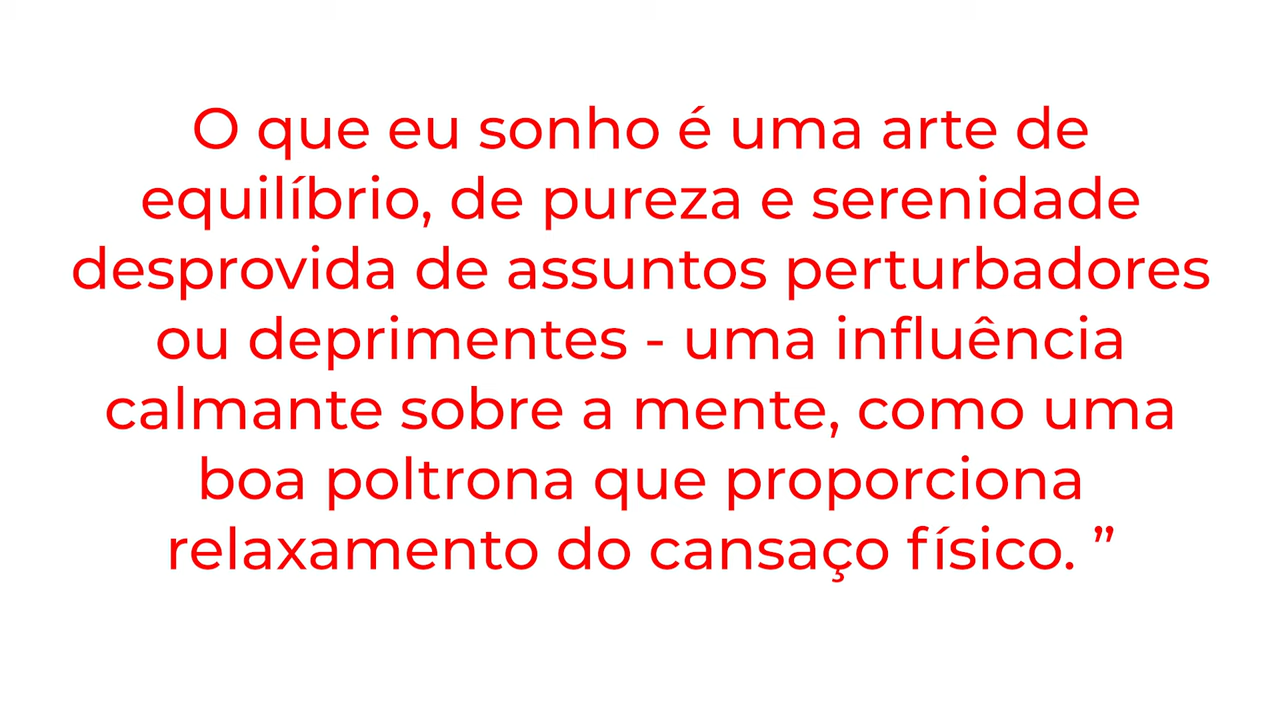 O que eu sonho é uma arte de
equilíbrio, de pureza e serenidade
desprovida de assuntos perturbadores
ou deprimentes - uma influência
calmante sobre a mente, como uma
boa poltrona que proporciona
relaxamento do cansaço físico. ”